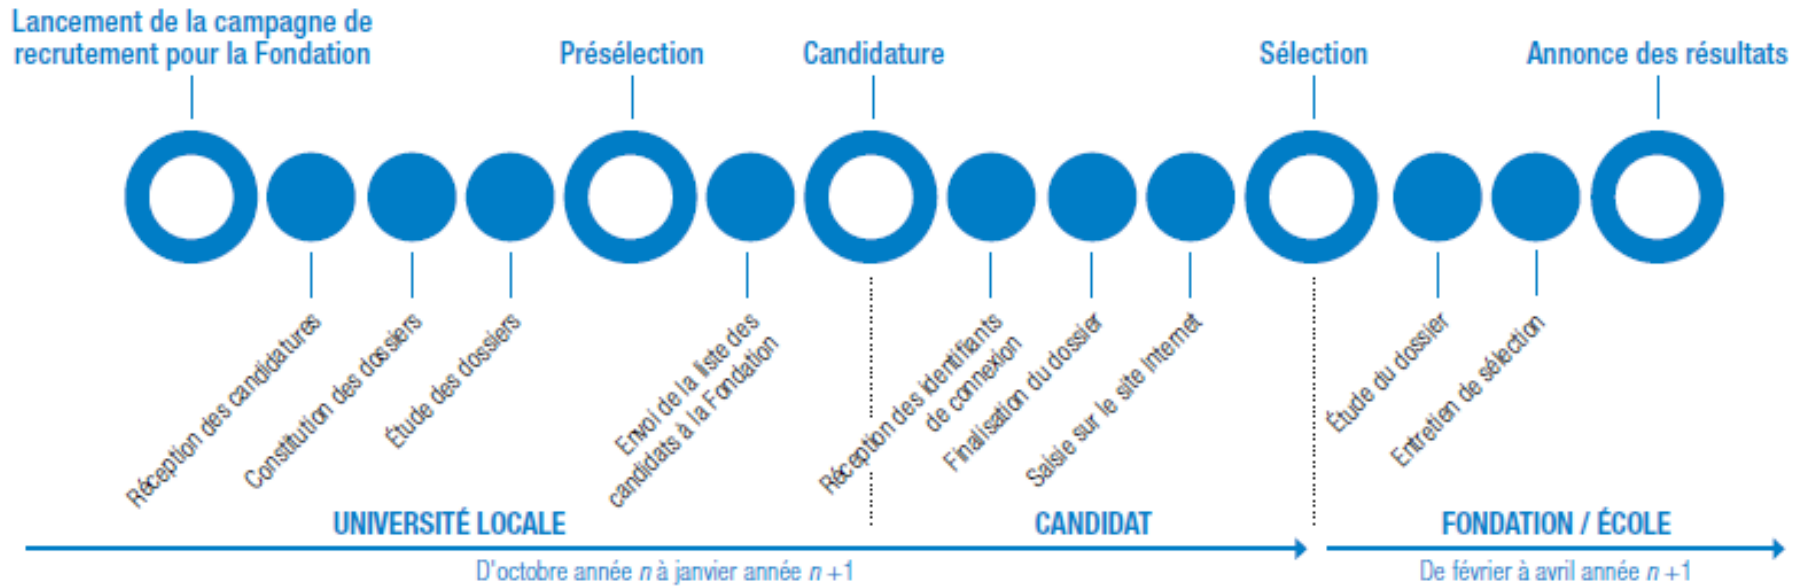 Lancement de la campagne de
recrutement pour la Fondation
Présélection
Candidature
Sélection
Annonce des résultats
Réception des candidatures
Constitution des dossiers
Étude des dossiers
Envoi de la liste des
candidats à la Fondation
Réception des identifiants
de connexion
Finalisation du dossier
Saisie sur le site Internet
Étude du dossier
Entretien de sélection
UNIVERSITÉ LOCALE
CANDIDAT
FONDATION / ÉCOLE
D'octobre année n à janvier année n +1
De février à avril année n +1